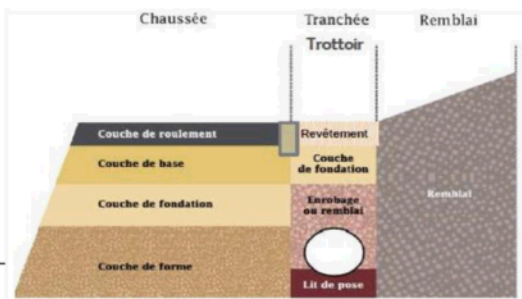 Chaussée
Tranchée
Trottoir
Remblai
Couche de roulement
Revêtement
Couche de base
Couche
de fondation
Couche de fondation
Enrobage
ou remblai
Remblai
Couche de forme
Lit de pose